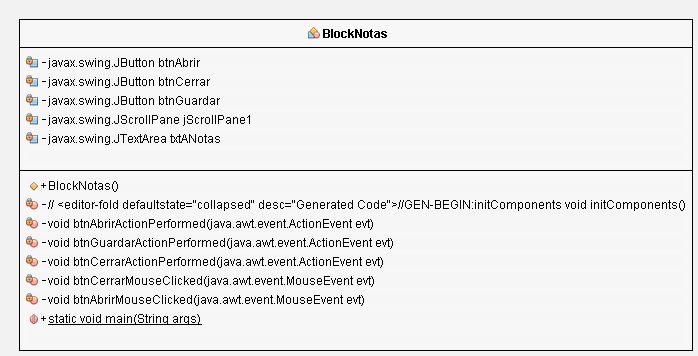 BlockNotas
-javax.swing.JButton btnAbrir
-javax.swing.JButton btnCerrar
-javax.swing.JButton btnGuardar
-javax.swing.JScrollPane jScrollPane1
-javax.swing.JTextArea txtANotas
+BlockNotas()
-// <editor-fold defaultstate="collapsed" desc="Generated Code">//GEN-BEGIN:initComponents void initComponents()
-void btnAbrirActionPerformed(java.awt.event.ActionEvent evt)
-void btnGuardarActionPerformed(java.awt.event.ActionEvent evt)
-void btnCerrarActionPerformed(java.awt.event.ActionEvent evt)
-void btnCerrarMouseClicked(java.awt.event.MouseEvent evt)
-void btnAbrirMouseClicked(java.awt.event.MouseEvent evt)
+static void main(String args)